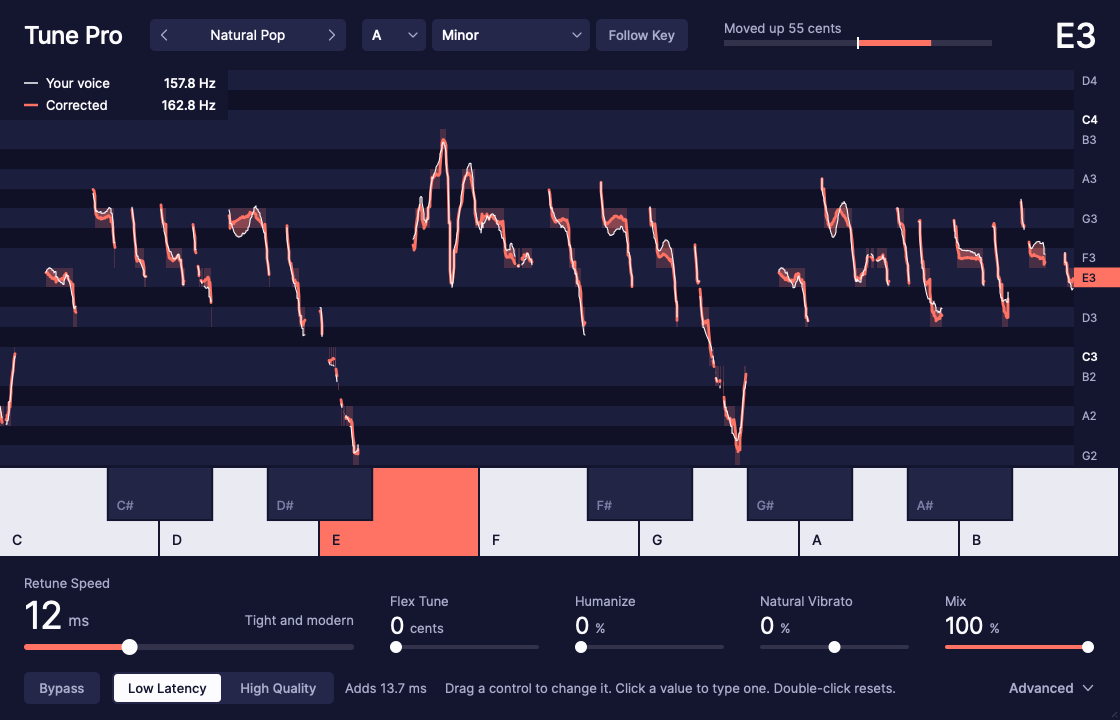 Tune Pro
Natural Pop
A
Minor
Follow Key
Moved up 55 cents
E3
Your voice 157.8 Hz
Corrected 162.8 Hz
D4
C4
B3
A3
G3
F3
E3
D3
C3
B2
A2
G2
C# D# F# G# A#
C D E F G A B
Retune Speed
12 ms
Tight and modern
Flex Tune
0 cents
Humanize
0 %
Natural Vibrato
0 %
Mix
100 %
Bypass
Low Latency
High Quality
Adds 13.7 ms
Drag a control to change it. Click a value to type one. Double-click resets.
Advanced